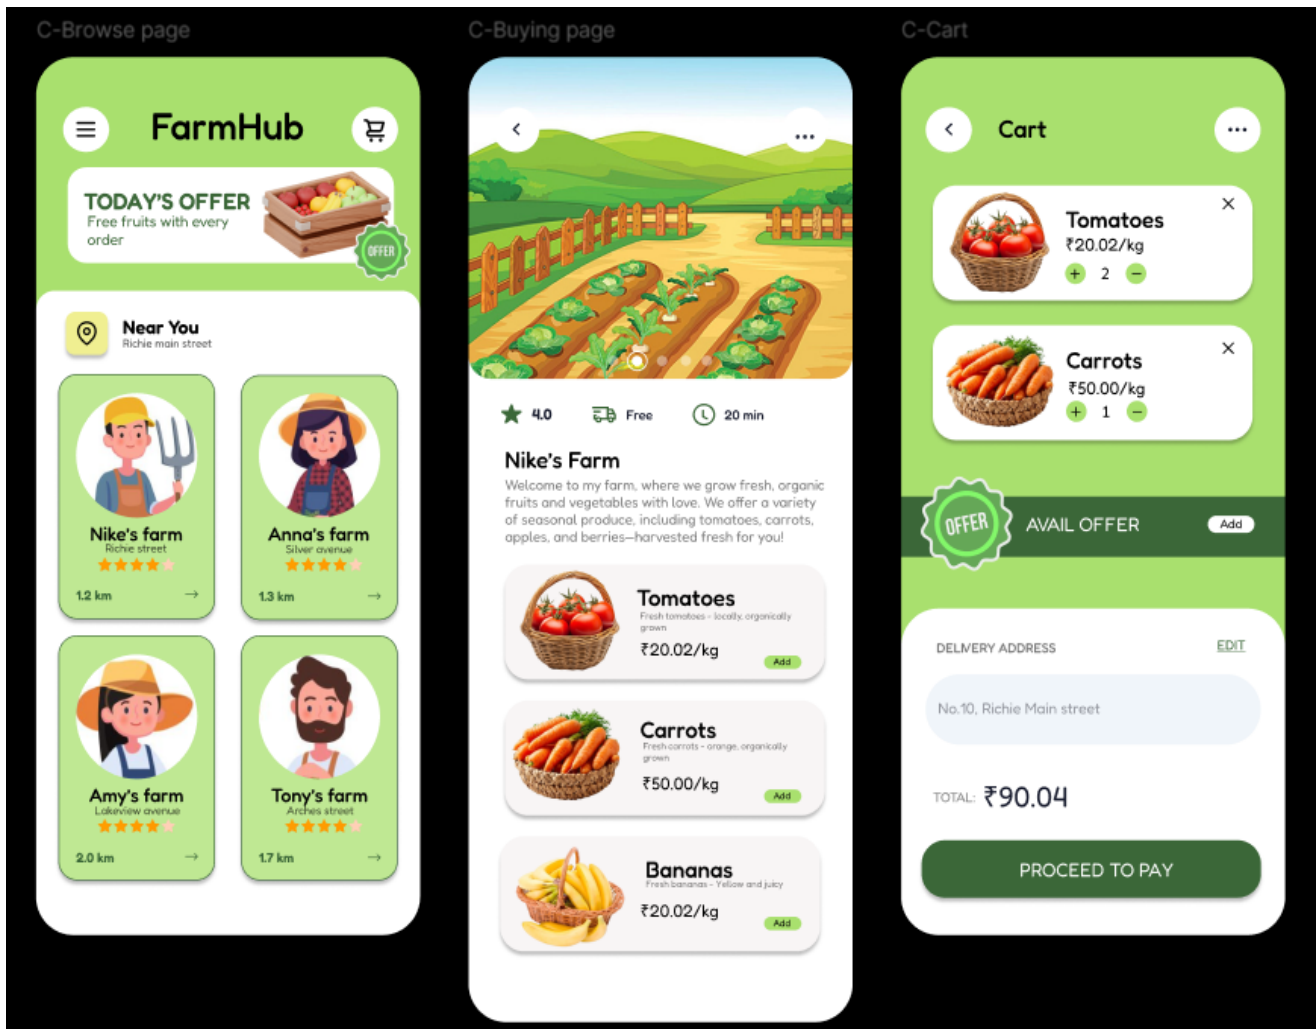 C-Browse page
FarmHub
TODAY'S OFFER
Free fruits with every
order
OFFER
Near You
Richie main street
Nike's farm
Richie street
1.2 km
Anna's farm
Silver avenue
1.3 km
Amy's farm
Lakeview avenue
2.0 km
Tony's farm
Arches street
1.7 km
C-Buying page
4.0 Free 20 min
Nike's Farm
Welcome to my farm, where we grow fresh, organic
fruits and vegetables with love. We offer a variety
of seasonal produce, including tomatoes, carrots,
apples, and berries—harvested fresh for you!
Tomatoes
Fresh tomatoes - locally, organically
grown
₹20.02/kg
Add
Carrots
Fresh carrots - orange, organically
grown
₹50.00/kg
Add
Bananas
Fresh bananas - Yellow and juicy
₹20.02/kg
Add
C-Cart
Cart
Tomatoes
₹20.02/kg
+ 2 −
Carrots
₹50.00/kg
+ 1 −
OFFER
AVAIL OFFER
Add
DELIVERY ADDRESS
EDIT
No.10, Richie Main street
TOTAL: ₹90.04
PROCEED TO PAY